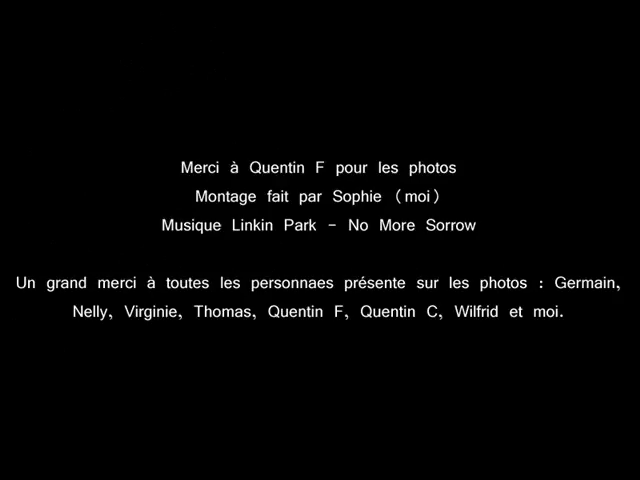 Merci à Quentin F pour les photos
Montage fait par Sophie (moi)
Musique Linkin Park - No More Sorrow
Un grand merci à toutes les personnaes présente sur les photos : Germain,
Nelly, Virginie, Thomas, Quentin F, Quentin C, Wilfrid et moi.